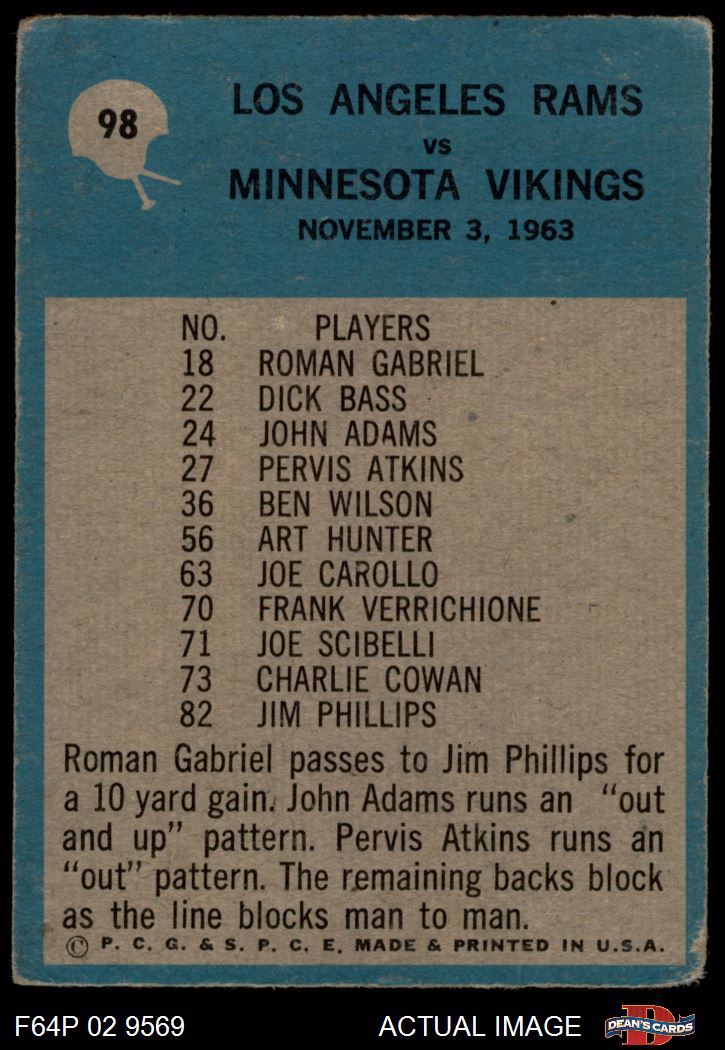 98
LOS ANGELES RAMS
VS
MINNESOTA VIKINGS
NOVEMBER 3, 1963
NO. PLAYERS
18 ROMAN GABRIEL
22 DICK BASS
24 JOHN ADAMS
27 PERVIS ATKINS
36 BEN WILSON
56 ART HUNTER
63 JOE CAROLLO
70 FRANK VERRICHIONE
71 JOE SCIBELLI
73 CHARLIE COWAN
82 JIM PHILLIPS
Roman Gabriel passes to Jim Phillips for
a 10 yard gain. John Adams runs an "out
and up" pattern. Pervis Atkins runs an
"out" pattern. The remaining backs block
as the line blocks man to man.
© P. C. G. & S. P. C. E. MADE & PRINTED IN U.S.A.
F64P 02 9569 ACTUAL IMAGE D DEAN'S CARDS